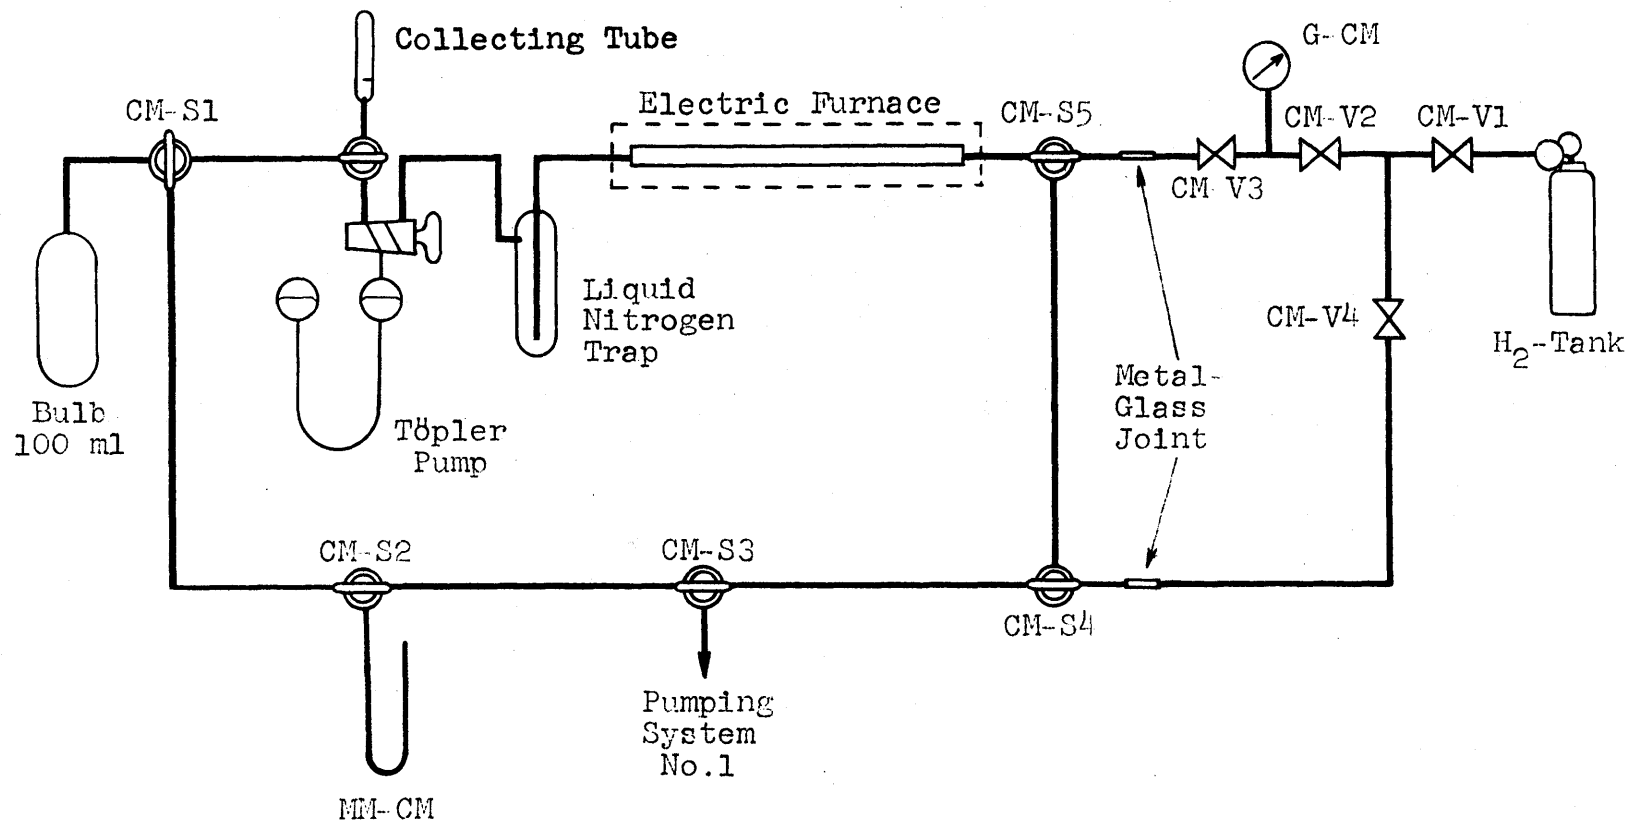 Collecting Tube
G-CM
CM-S1
Electric Furnace
CM-S5
CM-V2
CM-V1
CM-V3
Liquid
Nitrogen
Trap
CM-V4
H2-Tank
Metal-
Glass
Joint
Bulb
100 ml
Töpler
Pump
CM-S2
CM-S3
CM-S4
Pumping
System
No.1
MM-CM